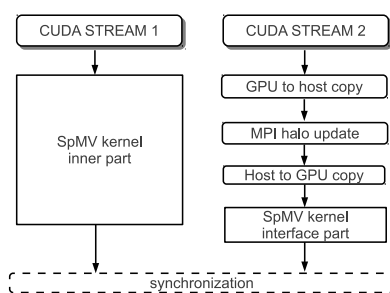 CUDA STREAM 1
SpMV kernel
inner part
CUDA STREAM 2
GPU to host copy
MPI halo update
Host to GPU copy
SpMV kernel
interface part
synchronization